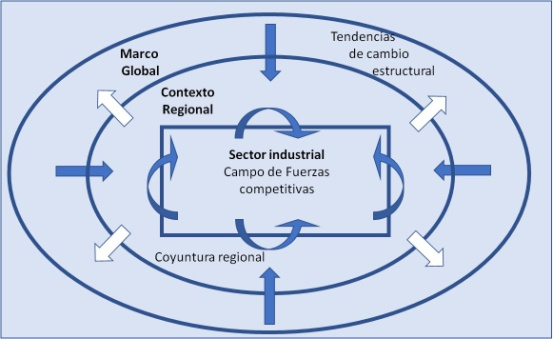 Tendencias
de cambio
estructural
Marco
Global
Contexto
Regional
Sector industrial
Campo de Fuerzas
competitivas
Coyuntura regional